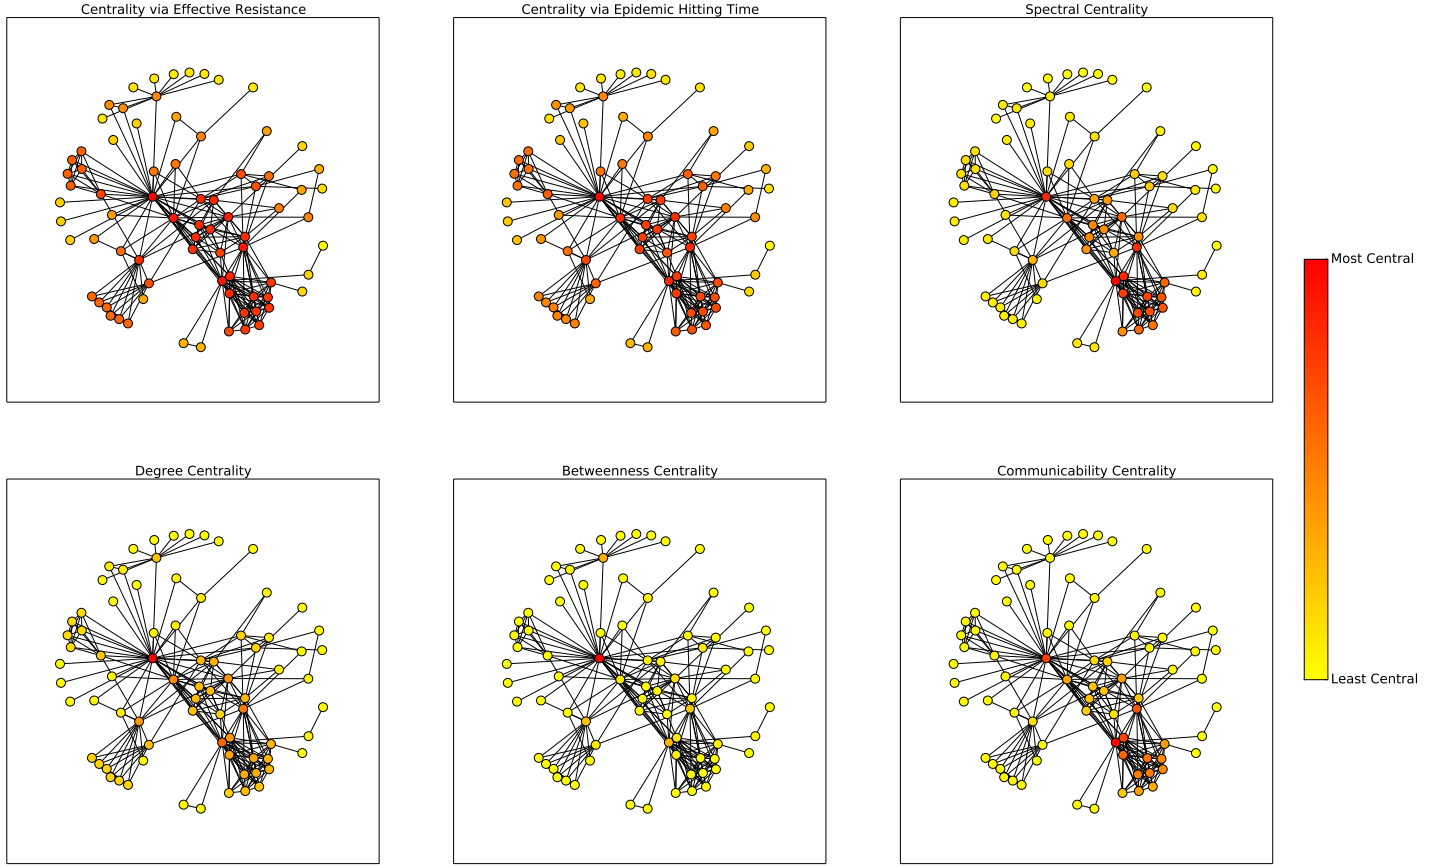 Centrality via Effective Resistance
Centrality via Epidemic Hitting Time
Spectral Centrality
Most Central
Degree Centrality
Betweenness Centrality
Communicability Centrality
Least Central